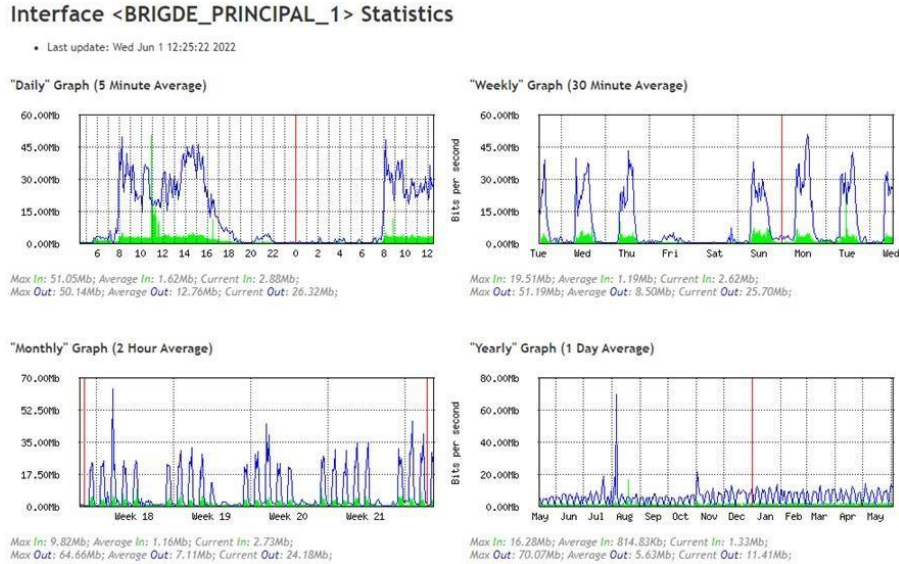 Interface <BRIGDE_PRINCIPAL_1> Statistics
• Last update: Wed Jun 1 12:25:22 2022
"Daily" Graph (5 Minute Average)
60.00Mb
45.00Mb
30.00Mb
15.00Mb
0.00Mb
6 8 10 12 14 16 18 20 22 0 2 4 6 8 10 12
Max In: 51.05Mb; Average In: 1.62Mb; Current In: 2.88Mb;
Max Out: 50.14Mb; Average Out: 12.76Mb; Current Out: 26.32Mb;
"Weekly" Graph (30 Minute Average)
Bits per second
60.00Mb
45.00Mb
30.00Mb
15.00Mb
0.00Mb
Tue Wed Thu Fri Sat Sun Mon Tue Wed
Max In: 19.51Mb; Average In: 1.19Mb; Current In: 2.62Mb;
Max Out: 51.19Mb; Average Out: 8.50Mb; Current Out: 25.70Mb;
"Monthly" Graph (2 Hour Average)
70.00Mb
52.50Mb
35.00Mb
17.50Mb
0.00Mb
Week 18 Week 19 Week 20 Week 21
Max In: 9.82Mb; Average In: 1.16Mb; Current In: 2.73Mb;
Max Out: 64.66Mb; Average Out: 7.11Mb; Current Out: 24.18Mb;
"Yearly" Graph (1 Day Average)
Bits per second
80.00Mb
60.00Mb
40.00Mb
20.00Mb
0.00Mb
May Jun Jul Aug Sep Oct Nov Dec Jan Feb Mar Apr May
Max In: 16.28Mb; Average In: 814.83Kb; Current In: 1.33Mb;
Max Out: 70.07Mb; Average Out: 5.63Mb; Current Out: 11.41Mb;